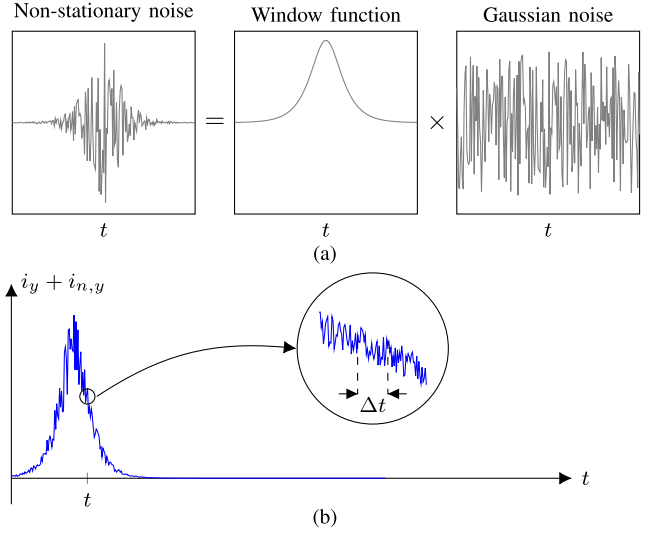 Non-stationary noise
Window function
Gaussian noise
=
×
t
t
t
(a)
i_y + i_{n,y}
Δt
t
t
(b)